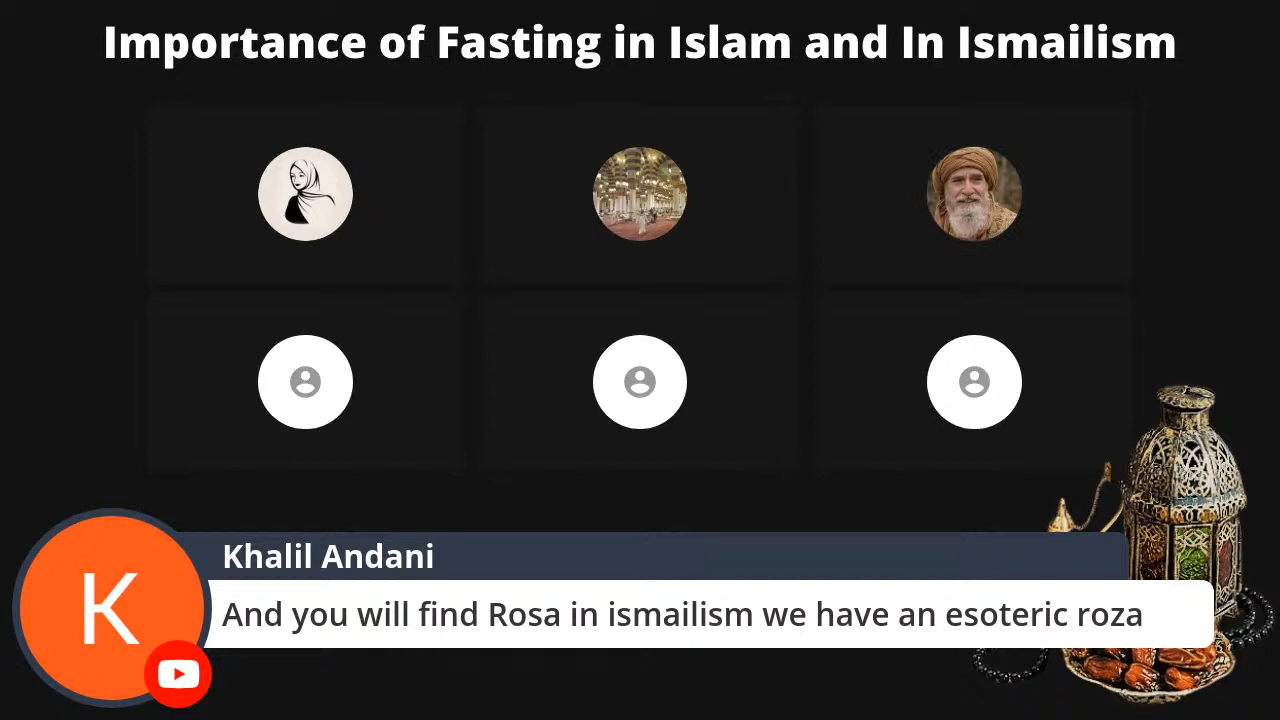 Importance of Fasting in Islam and In Ismailism
K
Khalil Andani
And you will find Rosa in ismailism we have an esoteric roza